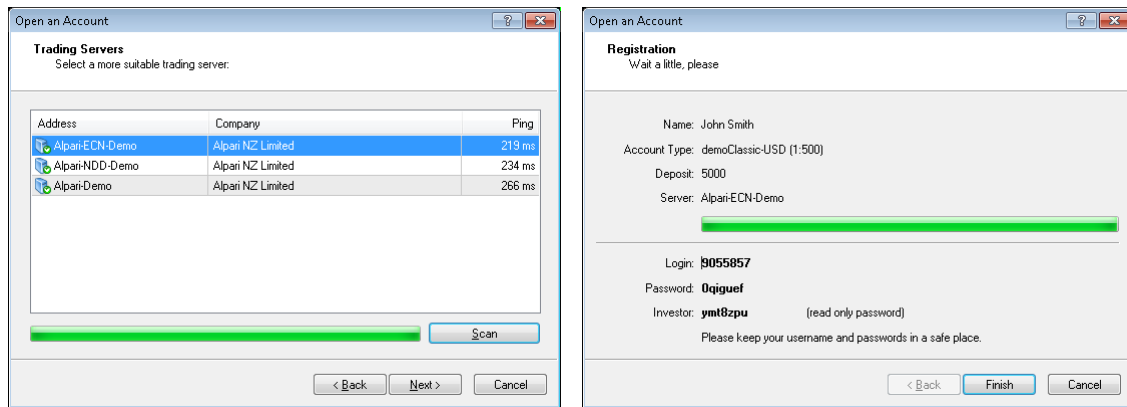 Open an Account
Trading Servers
Select a more suitable trading server:
Address Company Ping
Alpari-ECN-Demo Alpari NZ Limited 219 ms
Alpari-NDD-Demo Alpari NZ Limited 234 ms
Alpari-Demo Alpari NZ Limited 266 ms
Scan
< Back Next > Cancel
Open an Account
Registration
Wait a little, please
Name: John Smith
Account Type: demoClassic-USD (1:500)
Deposit: 5000
Server: Alpari-ECN-Demo
Login: 9055857
Password: 0qiguef
Investor: ymt8zpu (read only password)
Please keep your username and passwords in a safe place.
< Back Finish Cancel